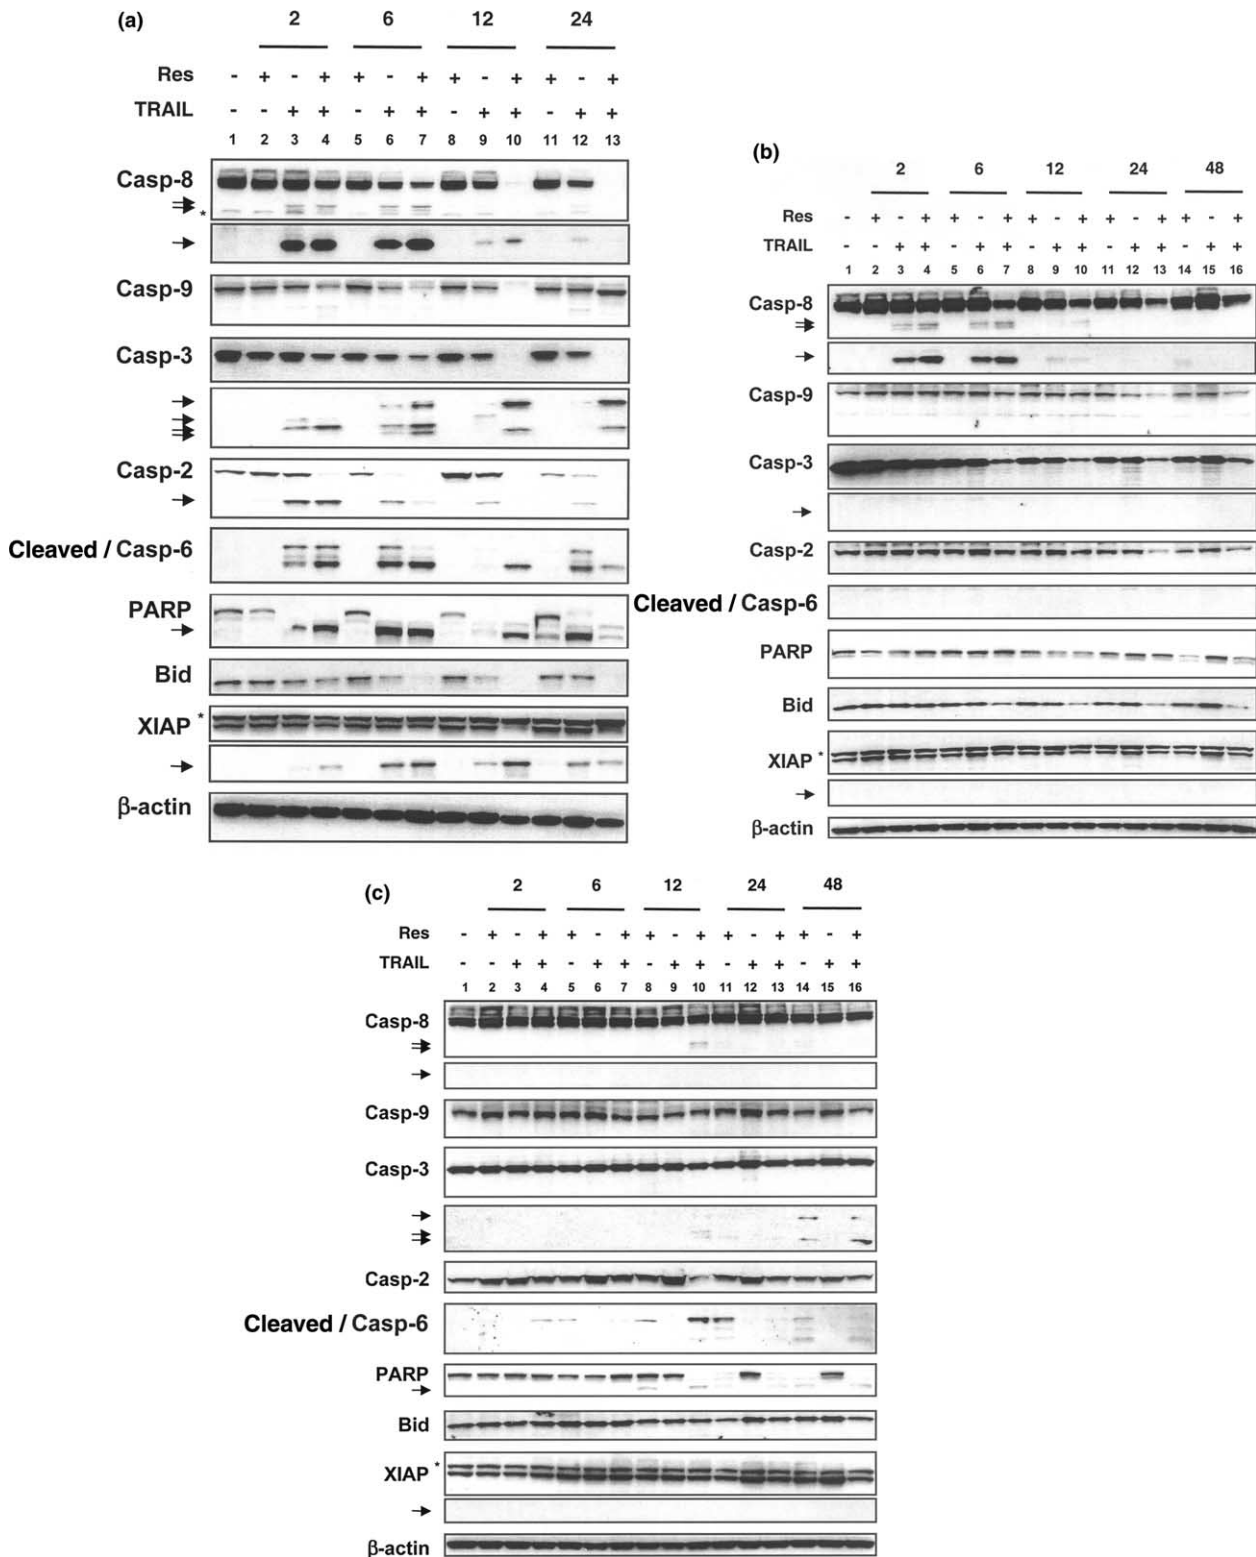 (a)
2 6 12 24
Res - + - + + - + + - + + - +
TRAIL - - + + - + + - + + - + +
1 2 3 4 5 6 7 8 9 10 11 12 13
Casp-8
*
Casp-9
Casp-3
Casp-2
Cleaved / Casp-6
PARP
Bid
XIAP *
β-actin
(b)
2 6 12 24 48
Res - + - + + - + + - + + - + + - +
TRAIL - - + + - + + - + + - + + - + +
1 2 3 4 5 6 7 8 9 10 11 12 13 14 15 16
Casp-8
Casp-9
Casp-3
Casp-2
Cleaved / Casp-6
PARP
Bid
XIAP *
β-actin
(c)
2 6 12 24 48
Res - + - + + - + + - + + - + + - +
TRAIL - - + + - + + - + + - + + - + +
1 2 3 4 5 6 7 8 9 10 11 12 13 14 15 16
Casp-8
Casp-9
Casp-3
Casp-2
Cleaved / Casp-6
PARP
Bid
XIAP *
β-actin